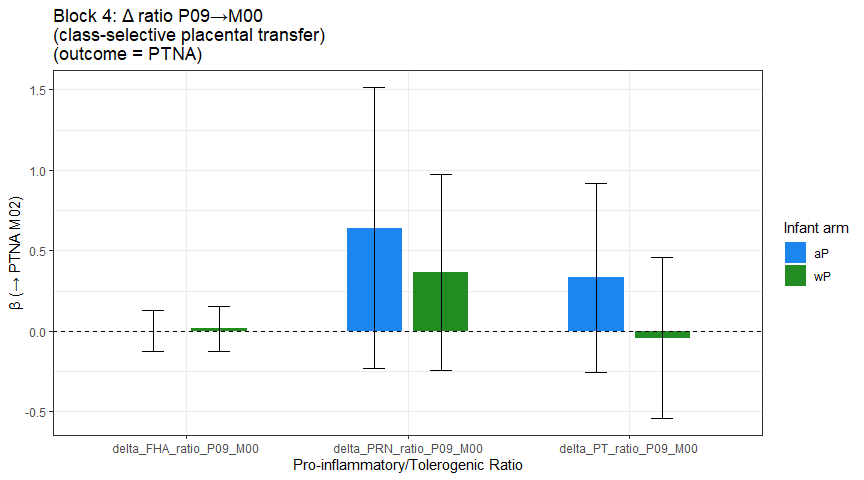 Block 4: Δ ratio P09→M00
(class-selective placental transfer)
(outcome = PTNA)
β (→ PTNA M02)
1.5
1.0
0.5
0.0
-0.5
delta_FHA_ratio_P09_M00
delta_PRN_ratio_P09_M00
delta_PT_ratio_P09_M00
Pro-inflammatory/Tolerogenic Ratio
Infant arm
aP
wP